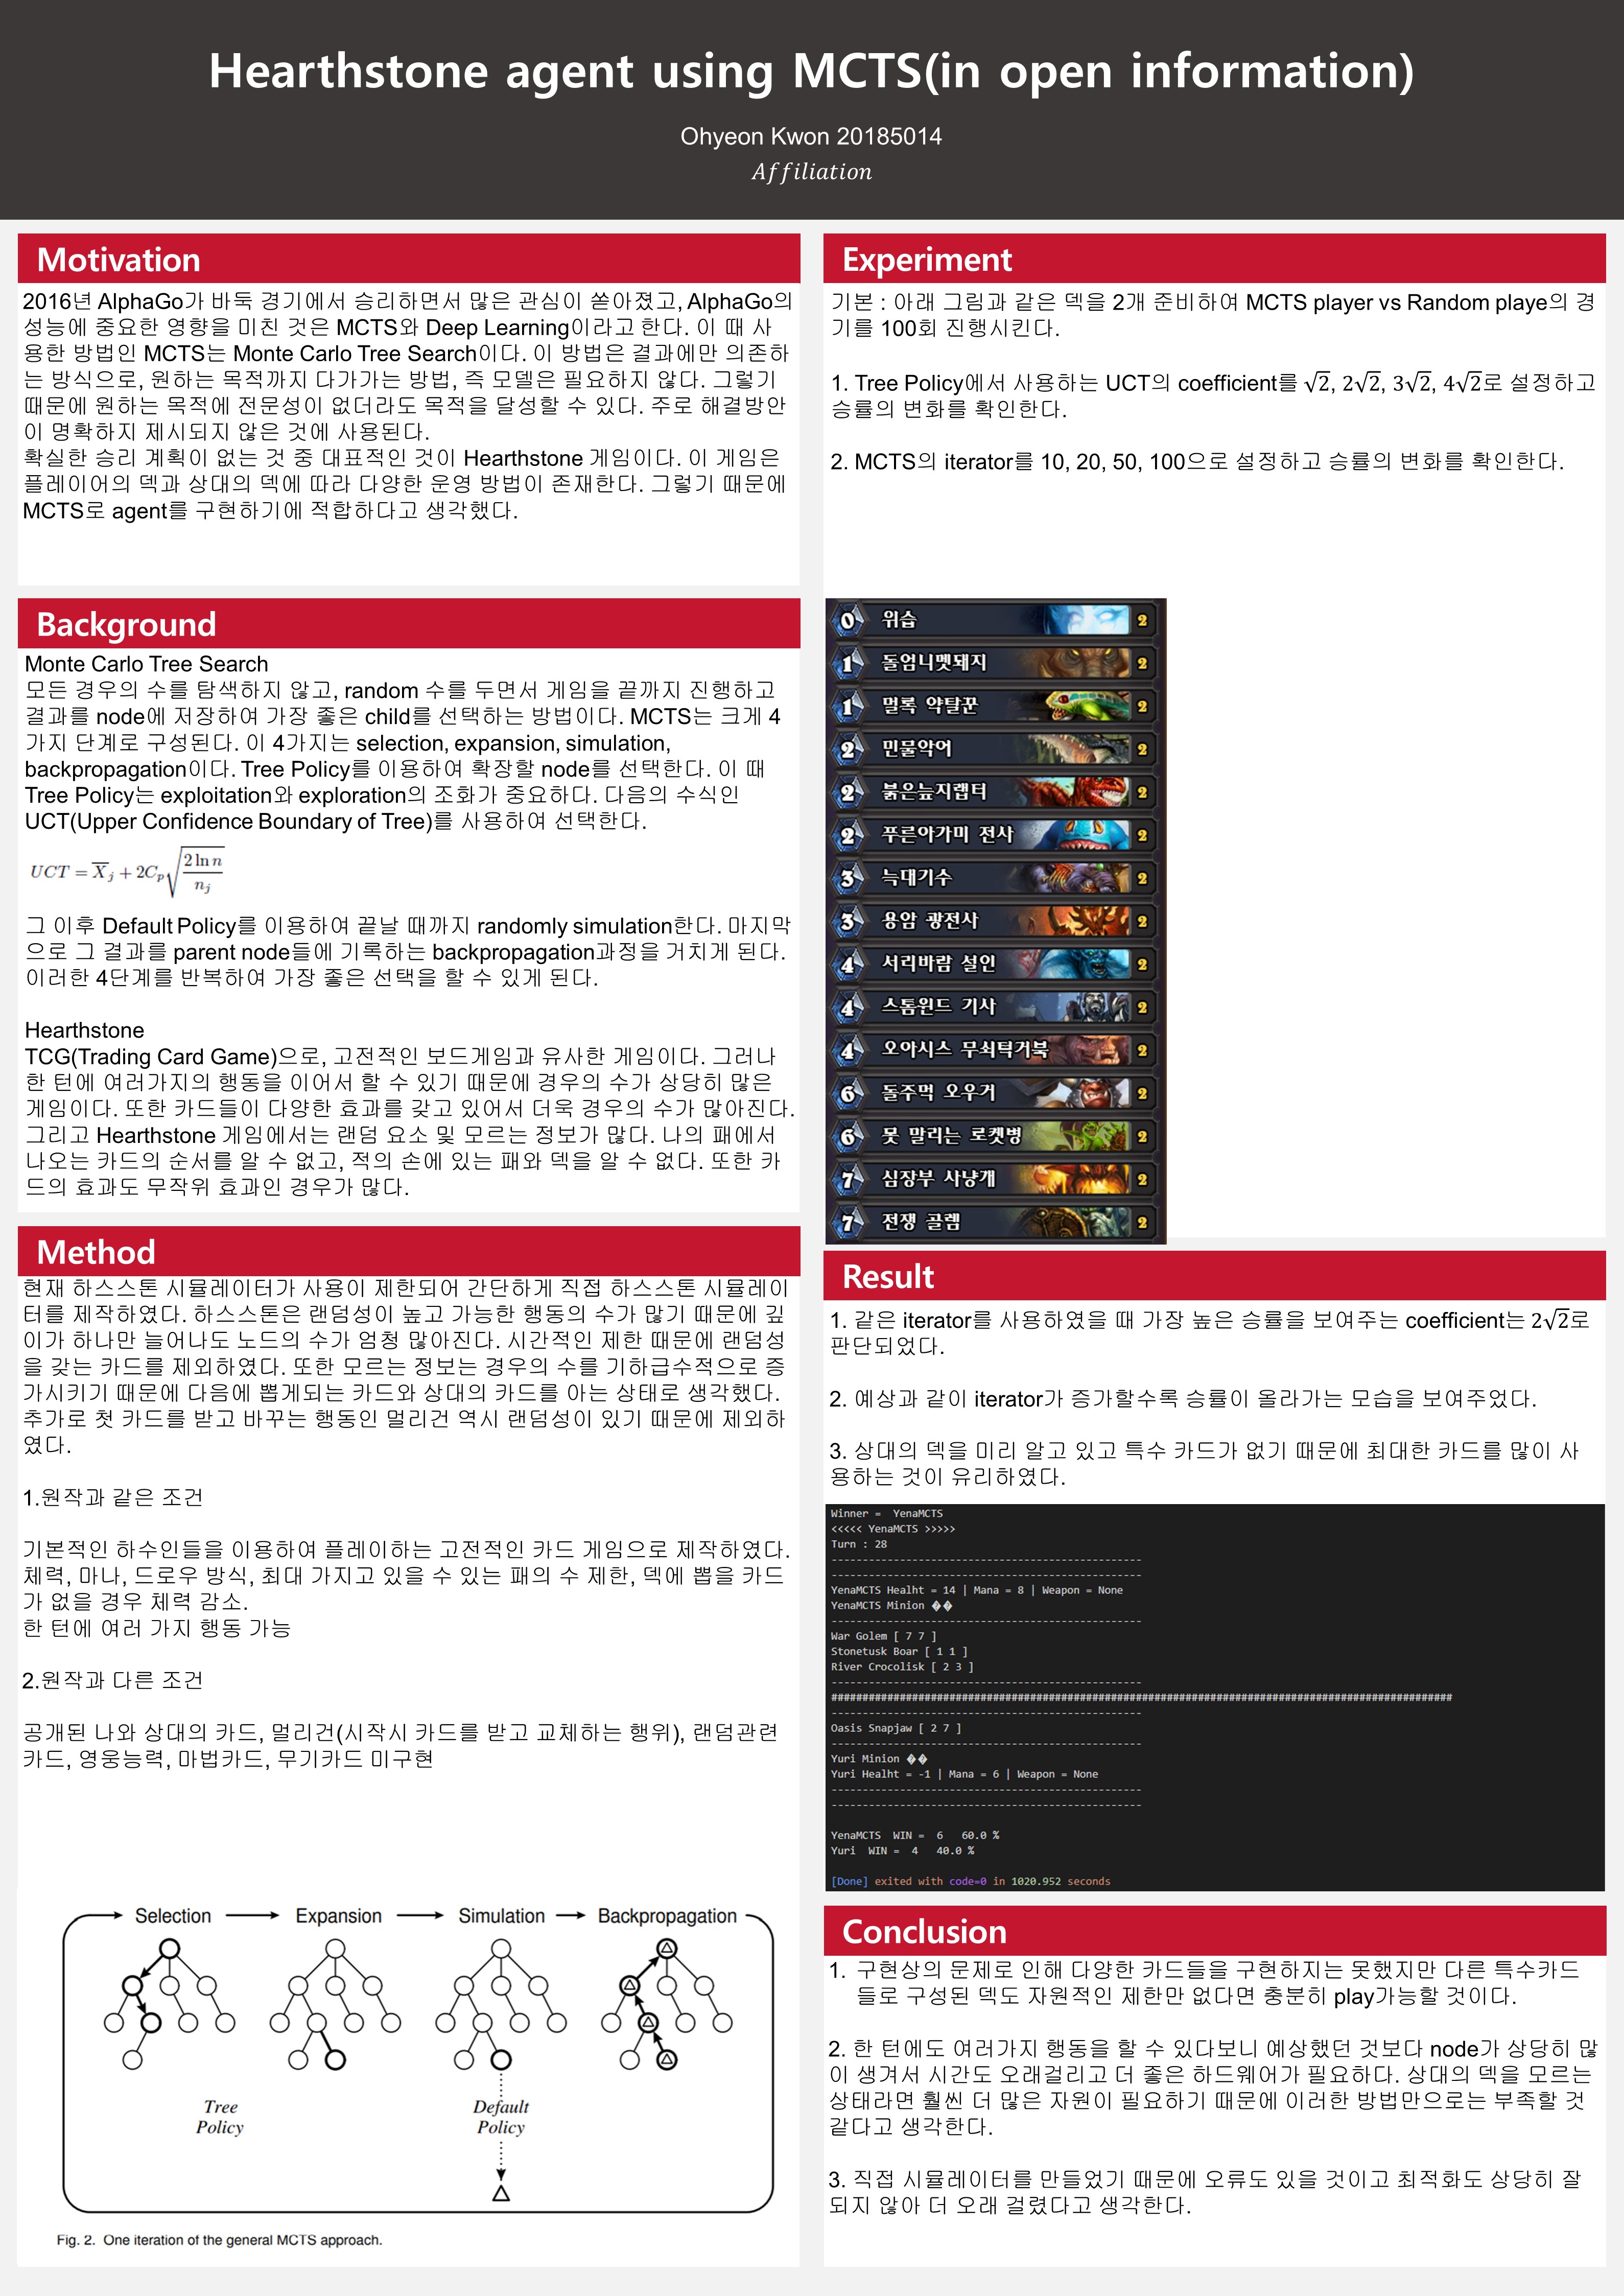 Hearthstone agent using MCTS(in open information)
Ohyeon Kwon 20185014
Affiliation
Motivation
2016년 AlphaGo가 바둑 경기에서 승리하면서 많은 관심이 쏟아졌고, AlphaGo의
성능에 중요한 영향을 미친 것은 MCTS와 Deep Learning이라고 한다. 이 때 사
용한 방법인 MCTS는 Monte Carlo Tree Search이다. 이 방법은 결과에만 의존하
는 방식으로, 원하는 목적까지 다가가는 방법, 즉 모델은 필요하지 않다. 그렇기
때문에 원하는 목적에 전문성이 없더라도 목적을 달성할 수 있다. 주로 해결방안
이 명확하지 제시되지 않은 것에 사용된다.
확실한 승리 계획이 없는 것 중 대표적인 것이 Hearthstone 게임이다. 이 게임은
플레이어의 덱과 상대의 덱에 따라 다양한 운영 방법이 존재한다. 그렇기 때문에
MCTS로 agent를 구현하기에 적합하다고 생각했다.
Background
Monte Carlo Tree Search
모든 경우의 수를 탐색하지 않고, random 수를 두면서 게임을 끝까지 진행하고
결과를 node에 저장하여 가장 좋은 child를 선택하는 방법이다. MCTS는 크게 4
가지 단계로 구성된다. 이 4가지는 selection, expansion, simulation,
backpropagation이다. Tree Policy를 이용하여 확장할 node를 선택한다. 이 때
Tree Policy는 exploitation와 exploration의 조화가 중요하다. 다음의 수식인
UCT(Upper Confidence Boundary of Tree)를 사용하여 선택한다.
UCT = X̄_j + 2C_p √(2 ln n / n_j)
그 이후 Default Policy를 이용하여 끝날 때까지 randomly simulation한다. 마지막
으로 그 결과를 parent node들에 기록하는 backpropagation과정을 거치게 된다.
이러한 4단계를 반복하여 가장 좋은 선택을 할 수 있게 된다.
Hearthstone
TCG(Trading Card Game)으로, 고전적인 보드게임과 유사한 게임이다. 그러나
한 턴에 여러가지의 행동을 이어서 할 수 있기 때문에 경우의 수가 상당히 많은
게임이다. 또한 카드들이 다양한 효과를 갖고 있어서 더욱 경우의 수가 많아진다.
그리고 Hearthstone 게임에서는 랜덤 요소 및 모르는 정보가 많다. 나의 패에서
나오는 카드의 순서를 알 수 없고, 적의 손에 있는 패와 덱을 알 수 없다. 또한 카
드의 효과도 무작위 효과인 경우가 많다.
Method
현재 하스스톤 시뮬레이터가 사용이 제한되어 간단하게 직접 하스스톤 시뮬레이
터를 제작하였다. 하스스톤은 랜덤성이 높고 가능한 행동의 수가 많기 때문에 깊
이가 하나만 늘어나도 노드의 수가 엄청 많아진다. 시간적인 제한 때문에 랜덤성
을 갖는 카드를 제외하였다. 또한 모르는 정보는 경우의 수를 기하급수적으로 증
가시키기 때문에 다음에 뽑게되는 카드와 상대의 카드를 아는 상태로 생각했다.
추가로 첫 카드를 받고 바꾸는 행동인 멀리건 역시 랜덤성이 있기 때문에 제외하
였다.
1.원작과 같은 조건
기본적인 하수인들을 이용하여 플레이하는 고전적인 카드 게임으로 제작하였다.
체력, 마나, 드로우 방식, 최대 가지고 있을 수 있는 패의 수 제한, 덱에 뽑을 카드
가 없을 경우 체력 감소.
한 턴에 여러 가지 행동 가능
2.원작과 다른 조건
공개된 나와 상대의 카드, 멀리건(시작시 카드를 받고 교체하는 행위), 랜덤관련
카드, 영웅능력, 마법카드, 무기카드 미구현
Selection Expansion Simulation Backpropagation
Tree
Policy
Default
Policy
Fig. 2. One iteration of the general MCTS approach.
Experiment
기본 : 아래 그림과 같은 덱을 2개 준비하여 MCTS player vs Random playe의 경
기를 100회 진행시킨다.
1. Tree Policy에서 사용하는 UCT의 coefficient를 √2, 2√2, 3√2, 4√2로 설정하고
승률의 변화를 확인한다.
2. MCTS의 iterator를 10, 20, 50, 100으로 설정하고 승률의 변화를 확인한다.
0 위습 2
1 돌엄니멧돼지 2
1 멀록 약탈꾼 2
2 민물악어 2
2 붉은늪지랩터 2
2 푸른아가미 전사 2
3 늑대기수 2
3 용암 광전사 2
4 서리바람 설인 2
4 스톰윈드 기사 2
4 오아시스 무쇠턱거북 2
6 돌주먹 오우거 2
6 못 말리는 로켓병 2
7 심장부 사냥개 2
7 전쟁 골렘 2
Result
1. 같은 iterator를 사용하였을 때 가장 높은 승률을 보여주는 coefficient는 2√2로
판단되었다.
2. 예상과 같이 iterator가 증가할수록 승률이 올라가는 모습을 보여주었다.
3. 상대의 덱을 미리 알고 있고 특수 카드가 없기 때문에 최대한 카드를 많이 사
용하는 것이 유리하였다.
Winner =  YenaMCTS
<<<<< YenaMCTS >>>>>
Turn : 28
--------------------------------------------------
--------------------------------------------------
YenaMCTS Healht = 14 | Mana = 8 | Weapon = None
YenaMCTS Minion ��
--------------------------------------------------
War Golem [ 7 7 ]
Stonetusk Boar [ 1 1 ]
River Crocolisk [ 2 3 ]
--------------------------------------------------
####################################################################################################
--------------------------------------------------
Oasis Snapjaw [ 2 7 ]
--------------------------------------------------
Yuri Minion ��
Yuri Healht = -1 | Mana = 6 | Weapon = None
--------------------------------------------------
--------------------------------------------------
YenaMCTS  WIN =  6   60.0 %
Yuri  WIN =  4   40.0 %
[Done] exited with code=0 in 1020.952 seconds
Conclusion
1. 구현상의 문제로 인해 다양한 카드들을 구현하지는 못했지만 다른 특수카드
들로 구성된 덱도 자원적인 제한만 없다면 충분히 play가능할 것이다.
2. 한 턴에도 여러가지 행동을 할 수 있다보니 예상했던 것보다 node가 상당히 많
이 생겨서 시간도 오래걸리고 더 좋은 하드웨어가 필요하다. 상대의 덱을 모르는
상태라면 훨씬 더 많은 자원이 필요하기 때문에 이러한 방법만으로는 부족할 것
같다고 생각한다.
3. 직접 시뮬레이터를 만들었기 때문에 오류도 있을 것이고 최적화도 상당히 잘
되지 않아 더 오래 걸렸다고 생각한다.